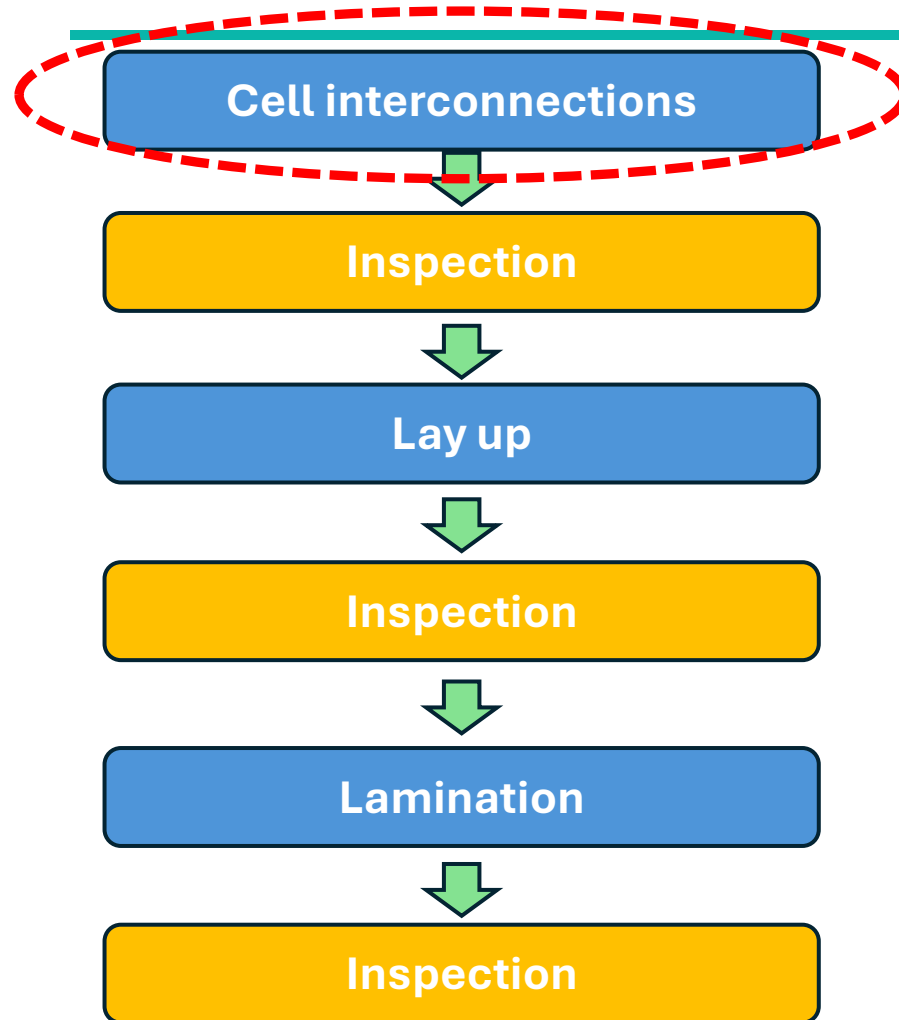 Cell interconnections
Inspection
Lay up
Inspection
Lamination
Inspection